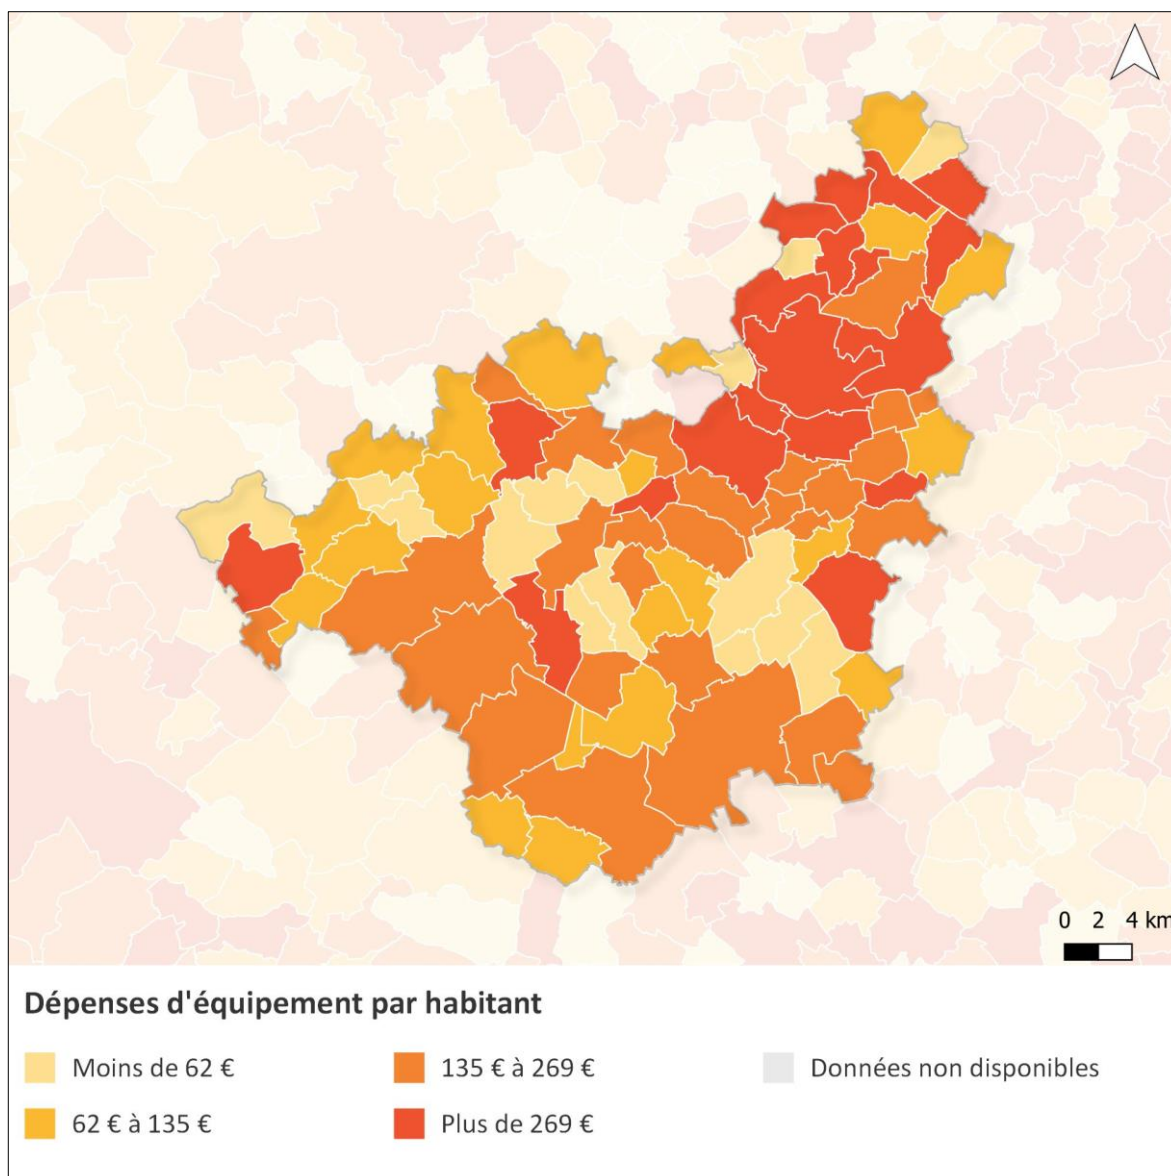 0 2 4 km
Dépenses d'équipement par habitant
Moins de 62 €
135 € à 269 €
Données non disponibles
62 € à 135 €
Plus de 269 €